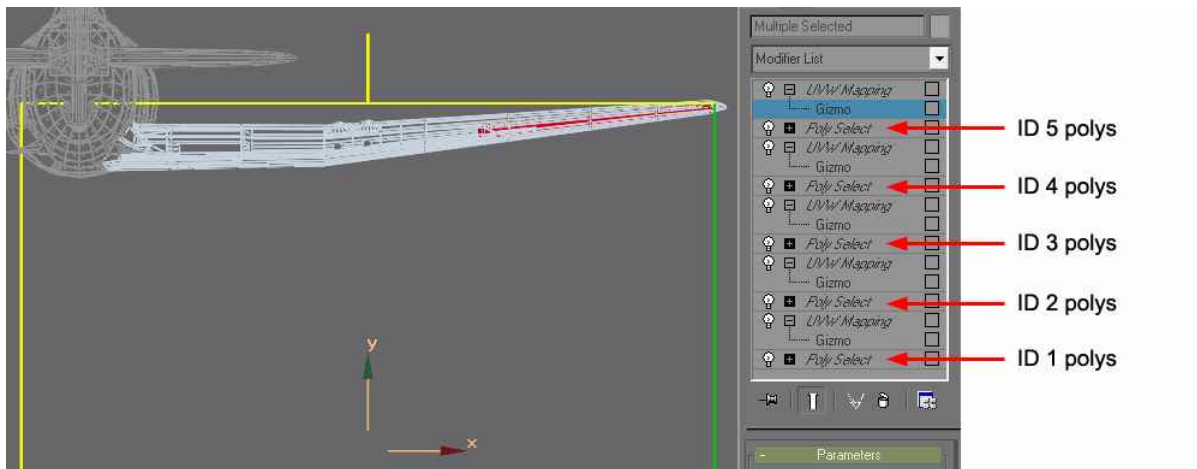 Multiple Selected
Modifier List
UVW Mapping
Gizmo
Poly Select
ID 5 polys
UVW Mapping
Gizmo
Poly Select
ID 4 polys
UVW Mapping
Gizmo
Poly Select
ID 3 polys
UVW Mapping
Gizmo
Poly Select
ID 2 polys
UVW Mapping
Gizmo
Poly Select
ID 1 polys
y
x
- Parameters